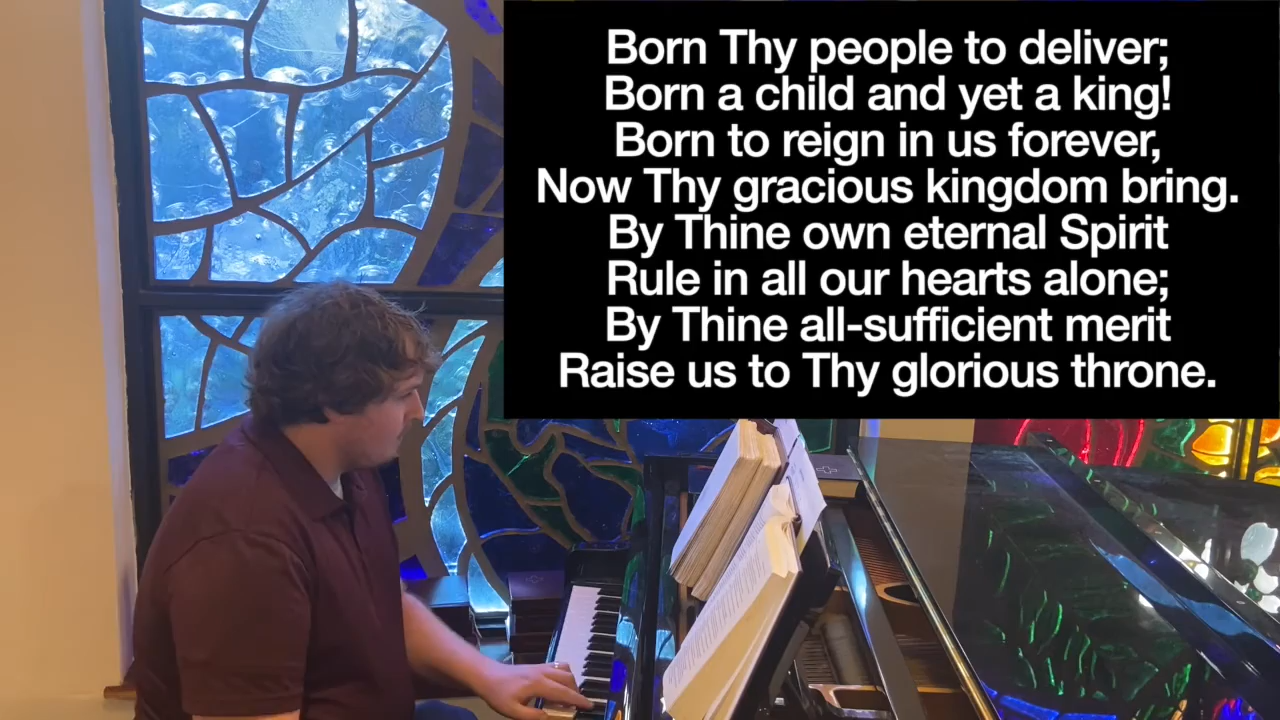 Born Thy people to deliver;
Born a child and yet a king!
Born to reign in us forever,
Now Thy gracious kingdom bring.
By Thine own eternal Spirit
Rule in all our hearts alone;
By Thine all-sufficient merit
Raise us to Thy glorious throne.